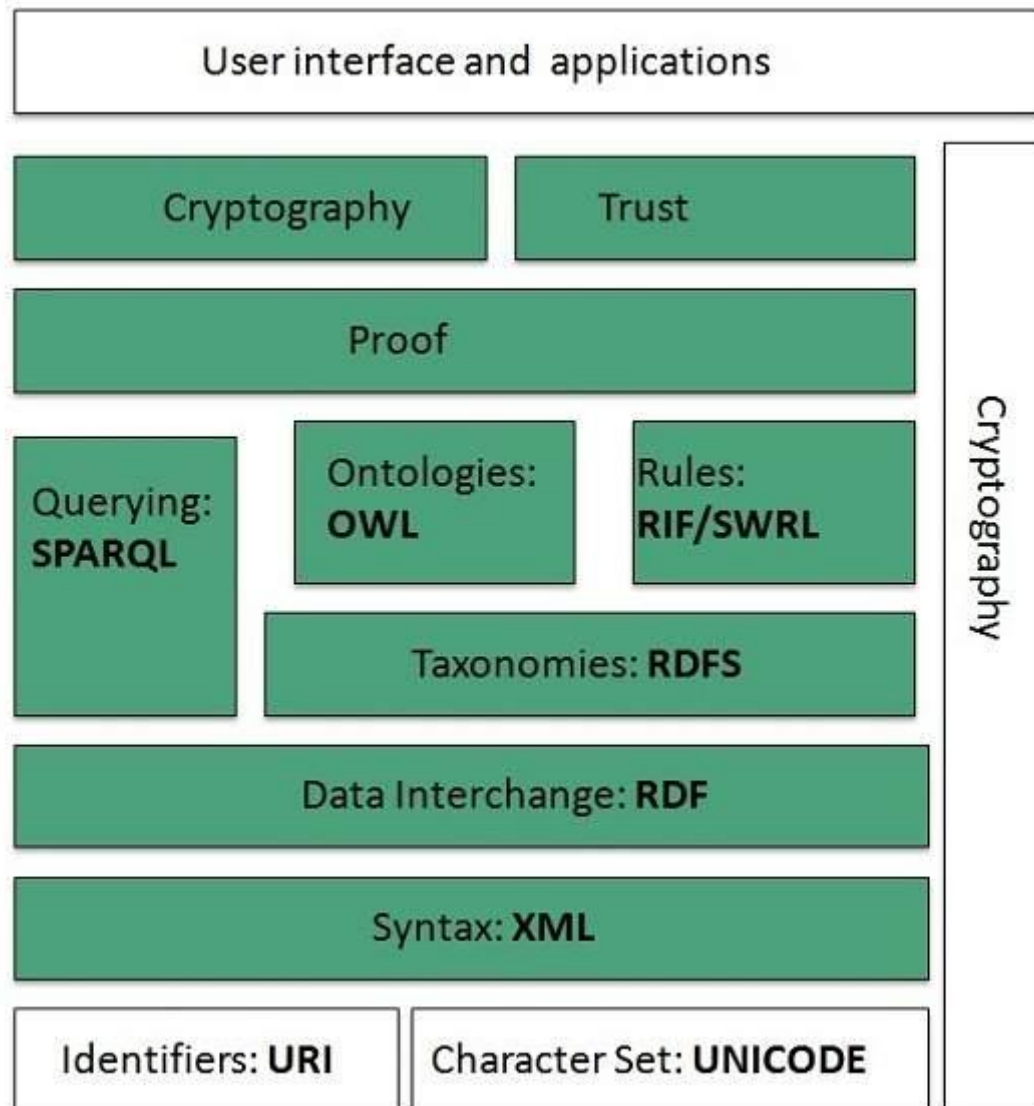 User interface and applications
Cryptography
Trust
Proof
Querying:
SPARQL
Ontologies:
OWL
Rules:
RIF/SWRL
Taxonomies: RDFS
Data Interchange: RDF
Syntax: XML
Identifiers: URI
Character Set: UNICODE
Cryptography